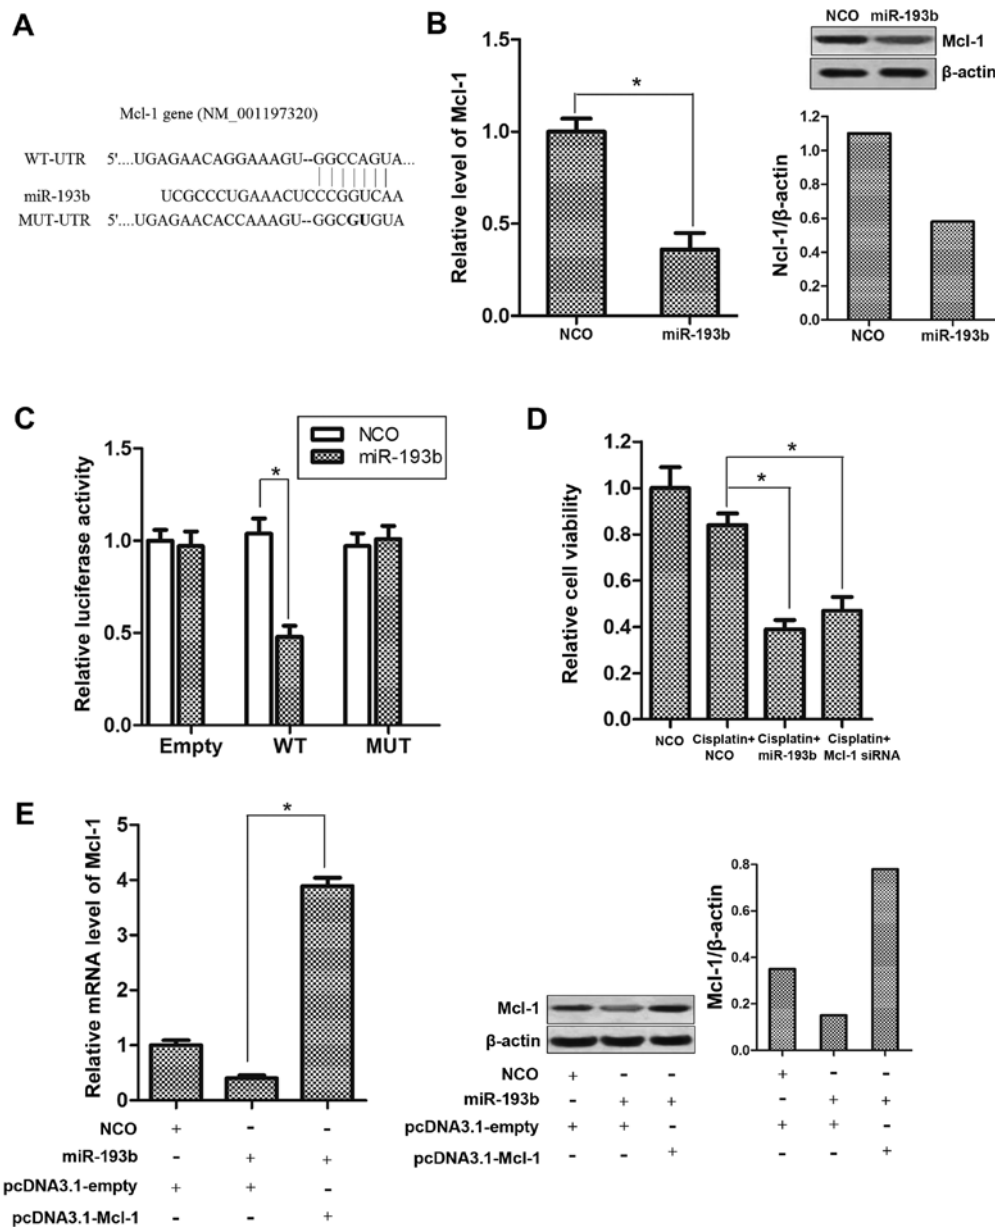 A
Mcl-1 gene (NM_001197320)
WT-UTR 5'....UGAGAACAGGAAAGU--GGCCAGUA...
miR-193b UCGCCCUGAAACUCCCGGUCAA
MUT-UTR 5'....UGAGAACACCAAAGU--GGCGUGUA
B
Relative level of Mcl-1
1.5
1.0
0.5
0.0
*
NCO miR-193b
NCO miR-193b
Mcl-1
β-actin
Ncl-1/β-actin
1.2
1.0
0.8
0.6
0.4
0.2
0.0
NCO miR-193b
C
NCO
miR-193b
Relative luciferase activity
1.5
1.0
0.5
0.0
*
Empty WT MUT
D
Relative cell viability
1.2
1.0
0.8
0.6
0.4
0.2
0.0
*
*
NCO Cisplatin+ Cisplatin+ Cisplatin+
NCO miR-193b Mcl-1 siRNA
E
Relative mRNA level of Mcl-1
5
4
3
2
1
0
*
NCO + - -
miR-193b - + +
pcDNA3.1-empty + + -
pcDNA3.1-Mcl-1 - - +
Mcl-1
β-actin
Mcl-1/β-actin
0.8
0.4
0.2
0.0
NCO + - - + - -
miR-193b - + + - + +
pcDNA3.1-empty + + - + + -
pcDNA3.1-Mcl-1 - - + - - +